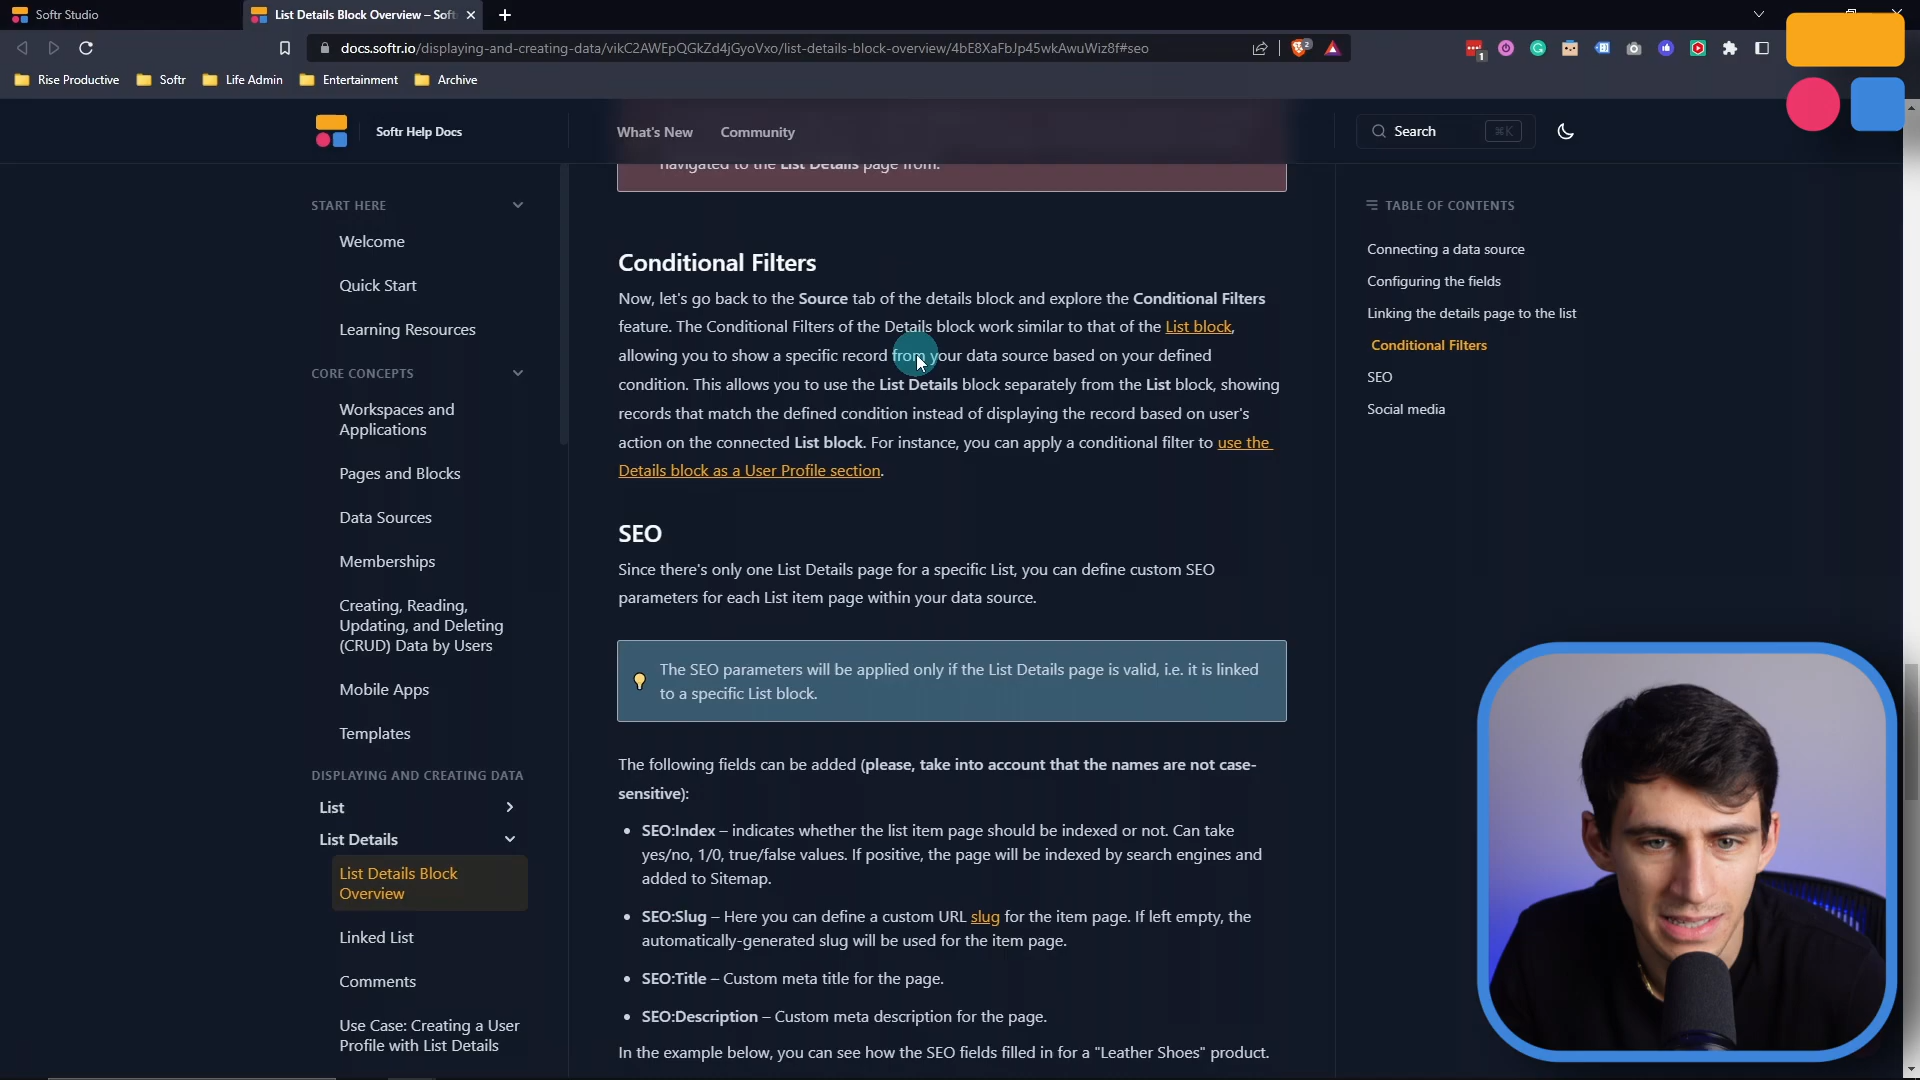 Softr Studio
List Details Block Overview – Soft
docs.softr.io/displaying-and-creating-data/vikC2AWEpQGkZd4jGyoVxo/list-details-block-overview/4bE8XaFbJp45wkAwuWiz8f#seo
2
1
Rise Productive
Softr
Life Admin
Entertainment
Archive
Softr Help Docs
What's New
Community
Search
⌘K
navigated to the List Details page from.
START HERE
Welcome
Quick Start
Learning Resources
CORE CONCEPTS
Workspaces and
Applications
Pages and Blocks
Data Sources
Memberships
Creating, Reading,
Updating, and Deleting
(CRUD) Data by Users
Mobile Apps
Templates
DISPLAYING AND CREATING DATA
List
List Details
List Details Block
Overview
Linked List
Comments
Use Case: Creating a User
Profile with List Details
Conditional Filters
Now, let's go back to the Source tab of the details block and explore the Conditional Filters
feature. The Conditional Filters of the Details block work similar to that of the List block,
allowing you to show a specific record from your data source based on your defined
condition. This allows you to use the List Details block separately from the List block, showing
records that match the defined condition instead of displaying the record based on user's
action on the connected List block. For instance, you can apply a conditional filter to use the
Details block as a User Profile section.
SEO
Since there's only one List Details page for a specific List, you can define custom SEO
parameters for each List item page within your data source.
The SEO parameters will be applied only if the List Details page is valid, i.e. it is linked
to a specific List block.
The following fields can be added (please, take into account that the names are not case-
sensitive):
• SEO:Index – indicates whether the list item page should be indexed or not. Can take
yes/no, 1/0, true/false values. If positive, the page will be indexed by search engines and
added to Sitemap.
• SEO:Slug – Here you can define a custom URL slug for the item page. If left empty, the
automatically-generated slug will be used for the item page.
• SEO:Title – Custom meta title for the page.
• SEO:Description – Custom meta description for the page.
In the example below, you can see how the SEO fields filled in for a "Leather Shoes" product.
TABLE OF CONTENTS
Connecting a data source
Configuring the fields
Linking the details page to the list
Conditional Filters
SEO
Social media